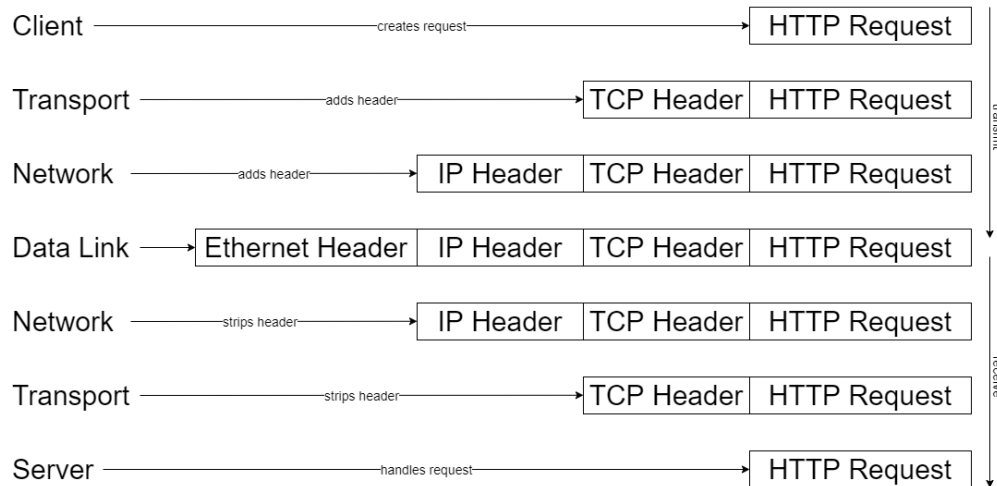 Client creates request HTTP Request
Transport adds header TCP Header HTTP Request
transmit
Network adds header IP Header TCP Header HTTP Request
Data Link Ethernet Header IP Header TCP Header HTTP Request
Network strips header IP Header TCP Header HTTP Request
receive
Transport strips header TCP Header HTTP Request
Server handles request HTTP Request